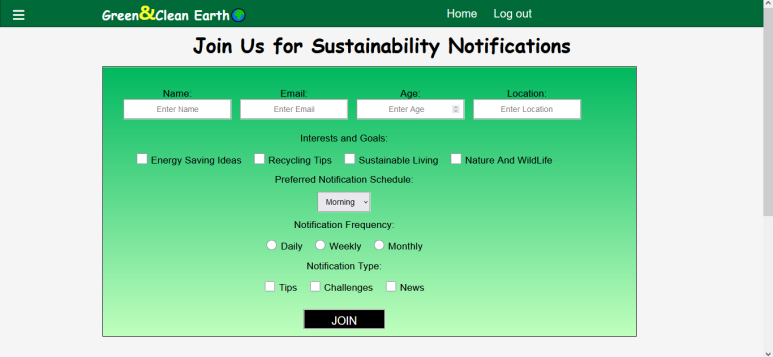 Green&Clean Earth Home Log out
Join Us for Sustainability Notifications
Name: Email: Age: Location:
Enter Name Enter Email Enter Age Enter Location
Interests and Goals:
Energy Saving Ideas Recycling Tips Sustainable Living Nature And WildLife
Preferred Notification Schedule:
Morning
Notification Frequency:
Daily Weekly Monthly
Notification Type:
Tips Challenges News
JOIN